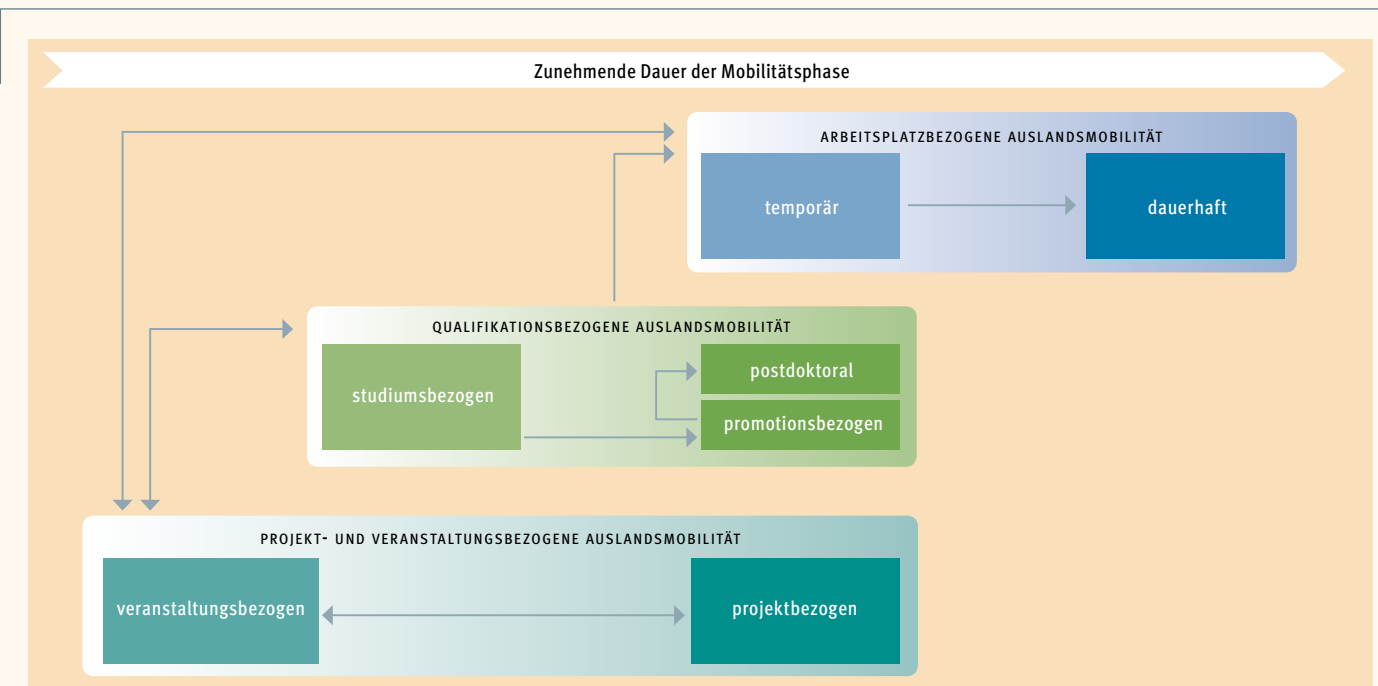 Zunehmende Dauer der Mobilitätsphase
ARBEITSPLATZBEZOGENE AUSLANDSMOBILITÄT
temporär
dauerhaft
QUALIFIKATIONSBEZOGENE AUSLANDSMOBILITÄT
studiumsbezogen
postdoktoral
promotionsbezogen
PROJEKT- UND VERANSTALTUNGSBEZOGENE AUSLANDSMOBILITÄT
veranstaltungsbezogen
projektbezogen